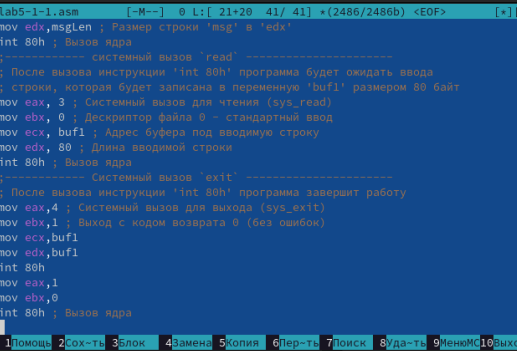 lab5-1-1.asm [-M--] 0 L:[ 21+20 41/ 41] *(2486/2486b) <EOF> [*]
mov edx,msgLen ; Размер строки 'msg' в 'edx'
int 80h ; Вызов ядра
;------------ системный вызов `read` ----------------------
; После вызова инструкции 'int 80h' программа будет ожидать ввода
; строки, которая будет записана в переменную 'buf1' размером 80 байт
mov eax, 3 ; Системный вызов для чтения (sys_read)
mov ebx, 0 ; Дескриптор файла 0 - стандартный ввод
mov ecx, buf1 ; Адрес буфера под вводимую строку
mov edx, 80 ; Длина вводимой строки
int 80h ; Вызов ядра
;------------ Системный вызов `exit` ----------------------
; После вызова инструкции 'int 80h' программа завершит работу
mov eax,4 ; Системный вызов для выхода (sys_exit)
mov ebx,1 ; Выход с кодом возврата 0 (без ошибок)
mov ecx,buf1
mov edx,buf1
int 80h
mov eax,1
mov ebx,0
int 80h ; Вызов ядра
1Помощь 2Сох~ть 3Блок 4Замена 5Копия 6Пер~ть 7Поиск 8Уда~ть 9МенюMC 10Выхо